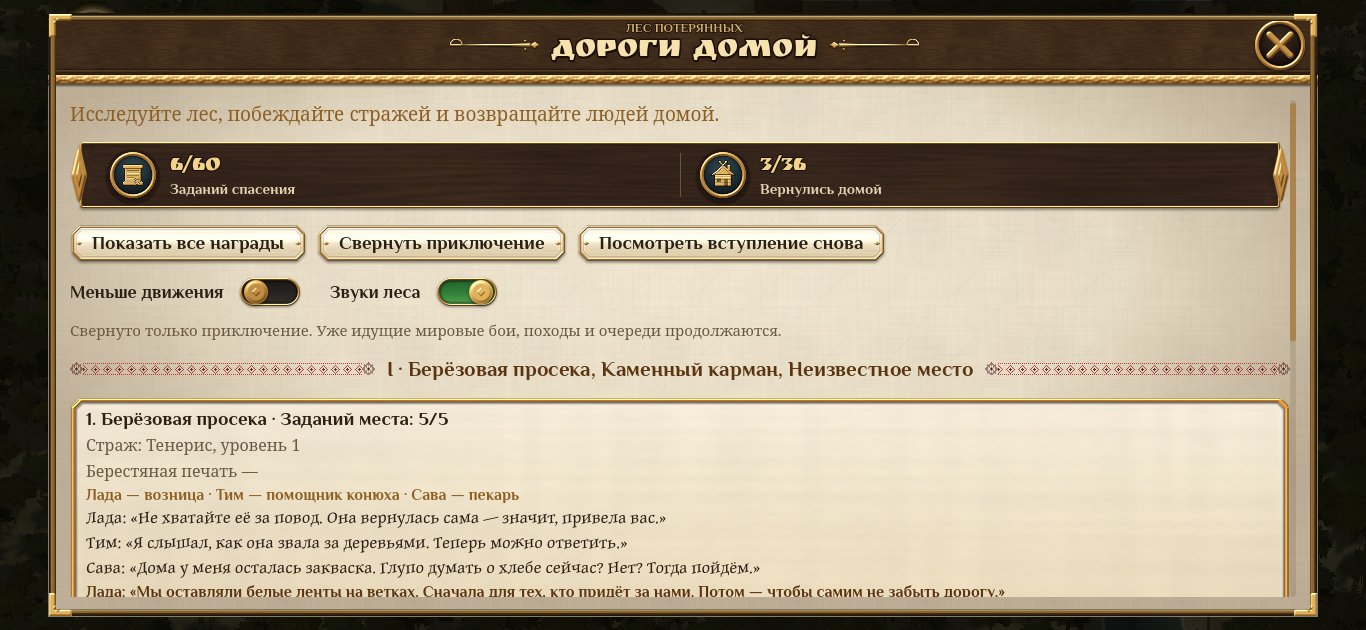 ЛЕС ПОТЕРЯННЫХ
ДОРОГИ ДОМОЙ
Исследуйте лес, побеждайте стражей и возвращайте людей домой.
6/60
Заданий спасения
3/36
Вернулись домой
Показать все награды
Свернуть приключение
Посмотреть вступление снова
Меньше движения
Звуки леса
Свернуто только приключение. Уже идущие мировые бои, походы и очереди продолжаются.
I · Берёзовая просека, Каменный карман, Неизвестное место
1. Берёзовая просека · Заданий места: 5/5
Страж: Тенерис, уровень 1
Берестяная печать —
Лада — возница · Тим — помощник конюха · Сава — пекарь
Лада: «Не хватайте её за повод. Она вернулась сама — значит, привела вас.»
Тим: «Я слышал, как она звала за деревьями. Теперь можно ответить.»
Сава: «Дома у меня осталась закваска. Глупо думать о хлебе сейчас? Нет? Тогда пойдём.»
Лада: «Мы оставляли белые ленты на ветках. Сначала для тех, кто придёт за нами. Потом — чтобы самим не забыть дорогу.»